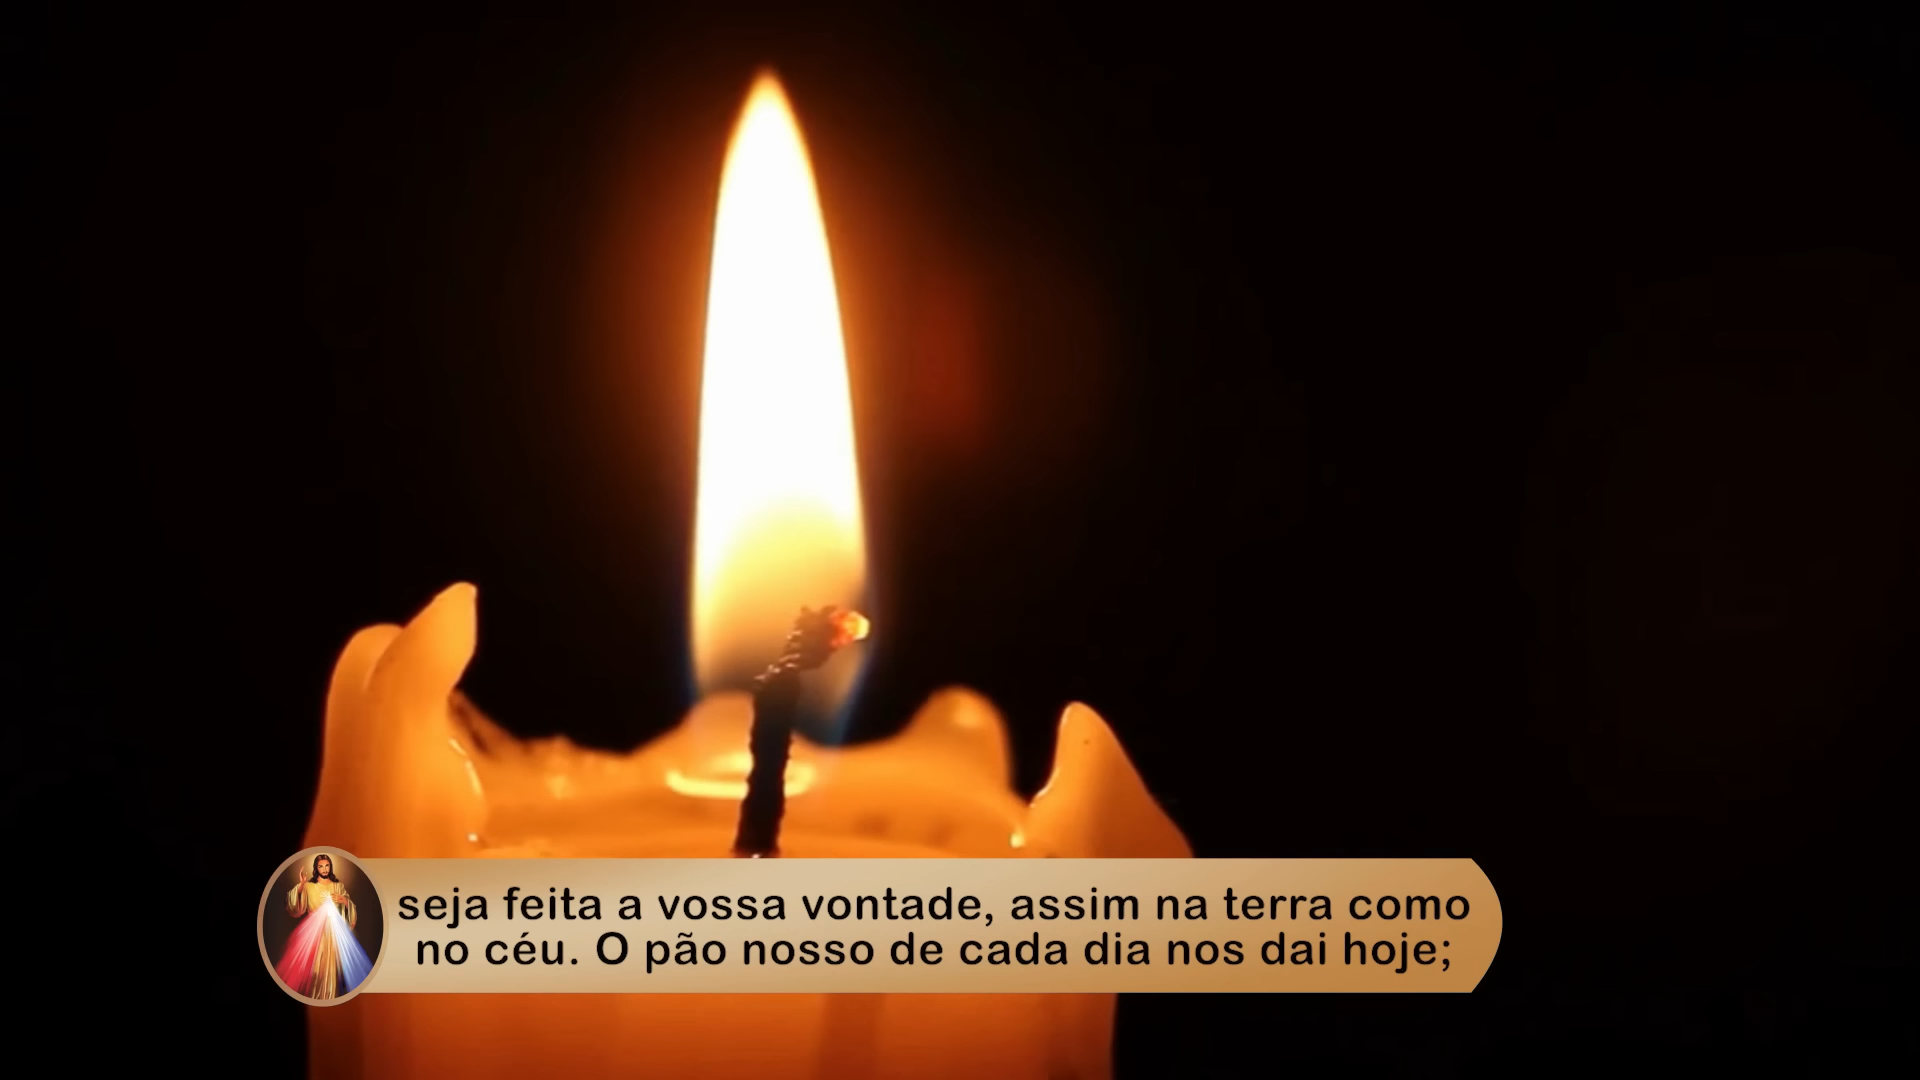 seja feita a vossa vontade, assim na terra como
no céu. O pão nosso de cada dia nos dai hoje;